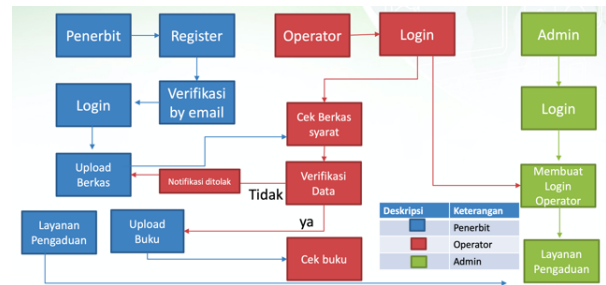 Penerbit
Register
Operator
Login
Admin
Login
Verifikasi
by email
Cek Berkas
syarat
Login
Upload
Berkas
Notifikasi ditolak
Tidak
Verifikasi
Data
Membuat
Login
Operator
Layanan
Pengaduan
Upload
Buku
ya
Cek buku
Deskripsi Keterangan
Penerbit
Operator
Admin
Layanan
Pengaduan